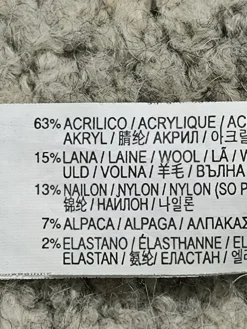 63% ACRILICO / ACRYLIQUE / AC
AKRYL / 腈纶 / АКРИЛ / 아크릴
15% LANA / LAINE / WOOL / LÃ / V
ULD / VOLNA / 羊毛 / ВЪЛНА
13% NAILON / NYLON / NYLON (SO P
锦纶 / НАЙЛОН / 나일론
7% ALPACA / ALPAGA / АЛПАКА
2% ELASTANO / ÉLASTHANNE / EL
ELASTAN / 氨纶 / ЕЛАСТАН / 엘